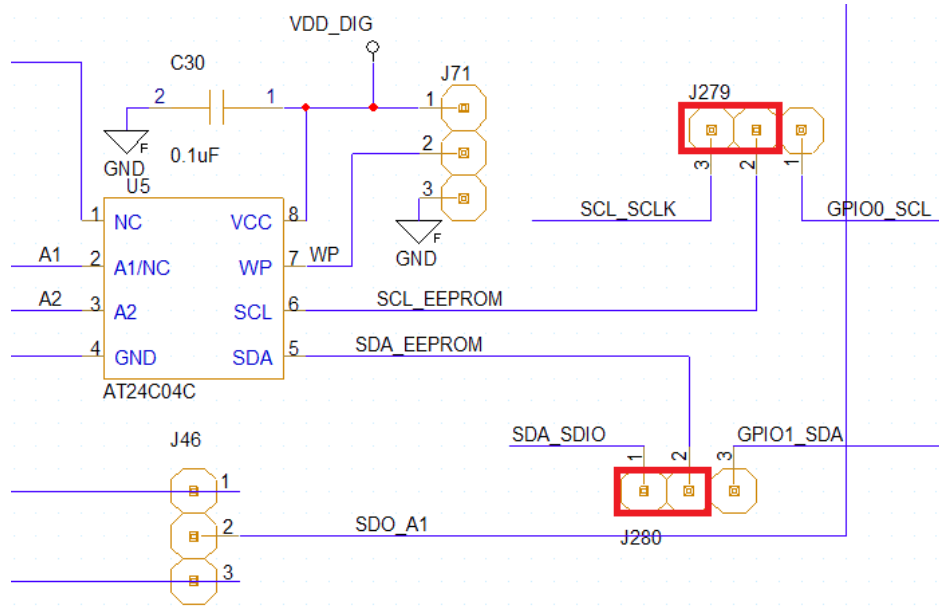 VDD_DIG
C30
J71
J279
2 1
1
2
3
3 2 1
0.1uF
GND F
GND F
U5
SCL_SCLK
GPIO0_SCL
1 NC VCC 8
A1 2 A1/NC WP 7 WP
A2 3 A2 SCL 6 SCL_EEPROM
4 GND SDA 5 SDA_EEPROM
AT24C04C
SDA_SDIO
GPIO1_SDA
1 2 3
J280
J46
1
2 SDO_A1
3